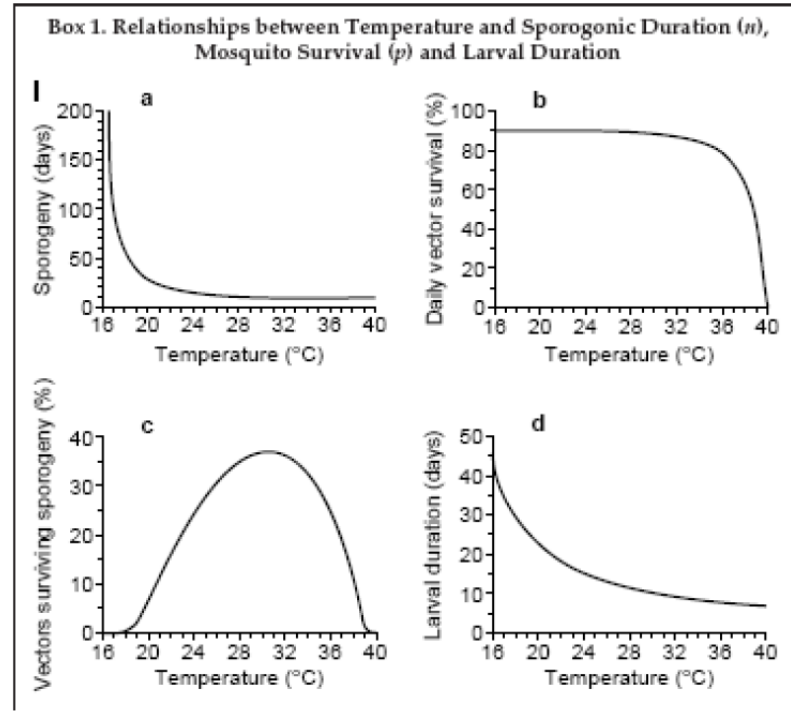 Box 1. Relationships between Temperature and Sporogonic Duration (n),
Mosquito Survival (p) and Larval Duration
I
a
Sporogeny (days)
200
150
100
50
0
16 20 24 28 32 36 40
Temperature (°C)
b
Daily vector survival (%)
100
80
60
40
20
0
16 20 24 28 32 36 40
Temperature (°C)
c
Vectors surviving sporogeny (%)
40
30
20
10
0
16 20 24 28 32 36 40
Temperature (°C)
d
Larval duration (days)
50
40
30
20
10
0
16 20 24 28 32 36 40
Temperature (°C)